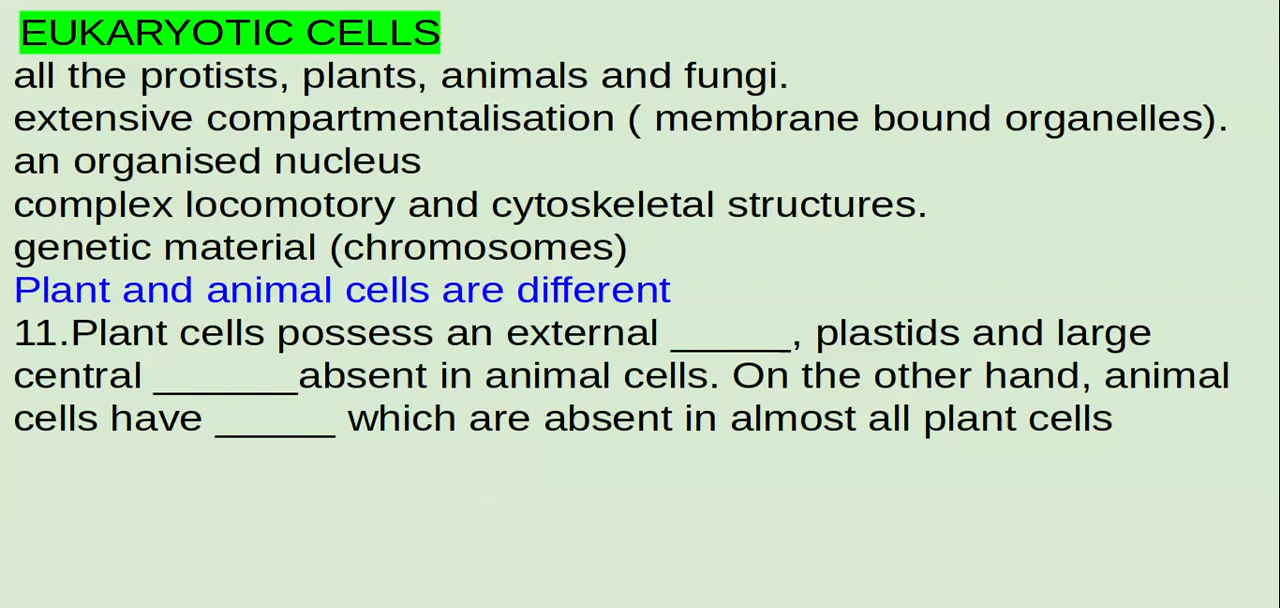 EUKARYOTIC CELLS
all the protists, plants, animals and fungi.
extensive compartmentalisation ( membrane bound organelles).
an organised nucleus
complex locomotory and cytoskeletal structures.
genetic material (chromosomes)
Plant and animal cells are different
11.Plant cells possess an external _____, plastids and large
central ______absent in animal cells. On the other hand, animal
cells have _____ which are absent in almost all plant cells